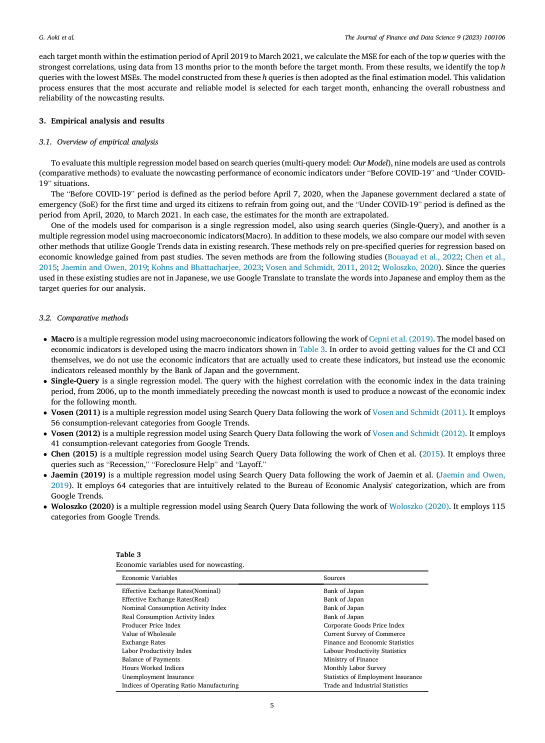 G. Aoki et al.
The Journal of Finance and Data Science 9 (2023) 100106
each target month within the estimation period of April 2019 to March 2021, we calculate the MSE for each of the top w queries with the
strongest correlations, using data from 13 months prior to the month before the target month. From these results, we identify the top h
queries with the lowest MSEs. The model constructed from these h queries is then adopted as the final estimation model. This validation
process ensures that the most accurate and reliable model is selected for each target month, enhancing the overall robustness and
reliability of the nowcasting results.
3. Empirical analysis and results
3.1. Overview of empirical analysis
To evaluate this multiple regression model based on search queries (multi-query model: Our Model), nine models are used as controls
(comparative methods) to evaluate the nowcasting performance of economic indicators under "Before COVID-19" and "Under COVID-
19" situations.
The "Before COVID-19" period is defined as the period before April 7, 2020, when the Japanese government declared a state of
emergency (SoE) for the first time and urged its citizens to refrain from going out, and the "Under COVID-19" period is defined as the
period from April, 2020, to March 2021. In each case, the estimates for the month are extrapolated.
One of the models used for comparison is a single regression model, also using search queries (Single-Query), and another is a
multiple regression model using macroeconomic indicators(Macro). In addition to these models, we also compare our model with seven
other methods that utilize Google Trends data in existing research. These methods rely on pre-specified queries for regression based on
economic knowledge gained from past studies. The seven methods are from the following studies (Bouayad et al., 2022; Chen et al.,
2015; Jaemin and Owen, 2019; Kohns and Bhattacharjee, 2023; Vosen and Schmidt, 2011, 2012; Woloszko, 2020). Since the queries
used in these existing studies are not in Japanese, we use Google Translate to translate the words into Japanese and employ them as the
target queries for our analysis.
3.2. Comparative methods
• Macro is a multiple regression model using macroeconomic indicators following the work of Cepni et al. (2019). The model based on
economic indicators is developed using the macro indicators shown in Table 3. In order to avoid getting values for the CI and CCI
themselves, we do not use the economic indicators that are actually used to create these indicators, but instead use the economic
indicators released monthly by the Bank of Japan and the government.
• Single-Query is a single regression model. The query with the highest correlation with the economic index in the data training
period, from 2006, up to the month immediately preceding the nowcast month is used to produce a nowcast of the economic index
for the following month.
• Vosen (2011) is a multiple regression model using Search Query Data following the work of Vosen and Schmidt (2011). It employs
56 consumption-relevant categories from Google Trends.
• Vosen (2012) is a multiple regression model using Search Query Data following the work of Vosen and Schmidt (2012). It employs
41 consumption-relevant categories from Google Trends.
• Chen (2015) is a multiple regression model using Search Query Data following the work of Chen et al. (2015). It employs three
queries such as "Recession," "Foreclosure Help" and "Layoff."
• Jaemin (2019) is a multiple regression model using Search Query Data following the work of Jaemin et al. (Jaemin and Owen,
2019). It employs 64 categories that are intuitively related to the Bureau of Economic Analysis' categorization, which are from
Google Trends.
• Woloszko (2020) is a multiple regression model using Search Query Data following the work of Woloszko (2020). It employs 115
categories from Google Trends.
Table 3
Economic variables used for nowcasting.
Economic Variables Sources
Effective Exchange Rates(Nominal) Bank of Japan
Effective Exchange Rates(Real) Bank of Japan
Nominal Consumption Activity Index Bank of Japan
Real Consumption Activity Index Bank of Japan
Producer Price Index Corporate Goods Price Index
Value of Wholesale Current Survey of Commerce
Exchange Rates Finance and Economic Statistics
Labor Productivity Index Labour Productivity Statistics
Balance of Payments Ministry of Finance
Hours Worked Indices Monthly Labor Survey
Unemployment Insurance Statistics of Employment Insurance
Indices of Operating Ratio Manufacturing Trade and Industrial Statistics
5